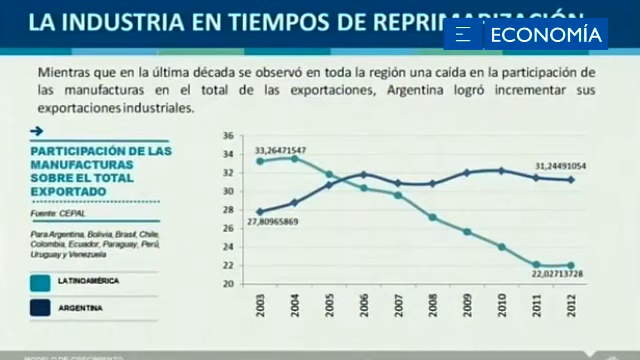 LA INDUSTRIA EN TIEMPOS DE REPRIMARIZACIÓN
E ECONOMÍA
Mientras que en la última década se observó en toda la región una caída en la participación de
las manufacturas en el total de las exportaciones, Argentina logró incrementar sus
exportaciones industriales.
PARTICIPACIÓN DE LAS
MANUFACTURAS
SOBRE EL TOTAL
EXPORTADO
Fuente: CEPAL
Para Argentina, Bolivia, Brasil, Chile,
Colombia, Ecuador, Paraguay, Perú,
Uruguay y Venezuela
LATINOAMÉRICA
ARGENTINA
36
34
32
30
28
26
24
22
20
33,26471547
27,80965869
31,24491054
22,02713728
2003
2004
2005
2006
2007
2008
2009
2010
2011
2012
MODELO DE CRECIMIENTO